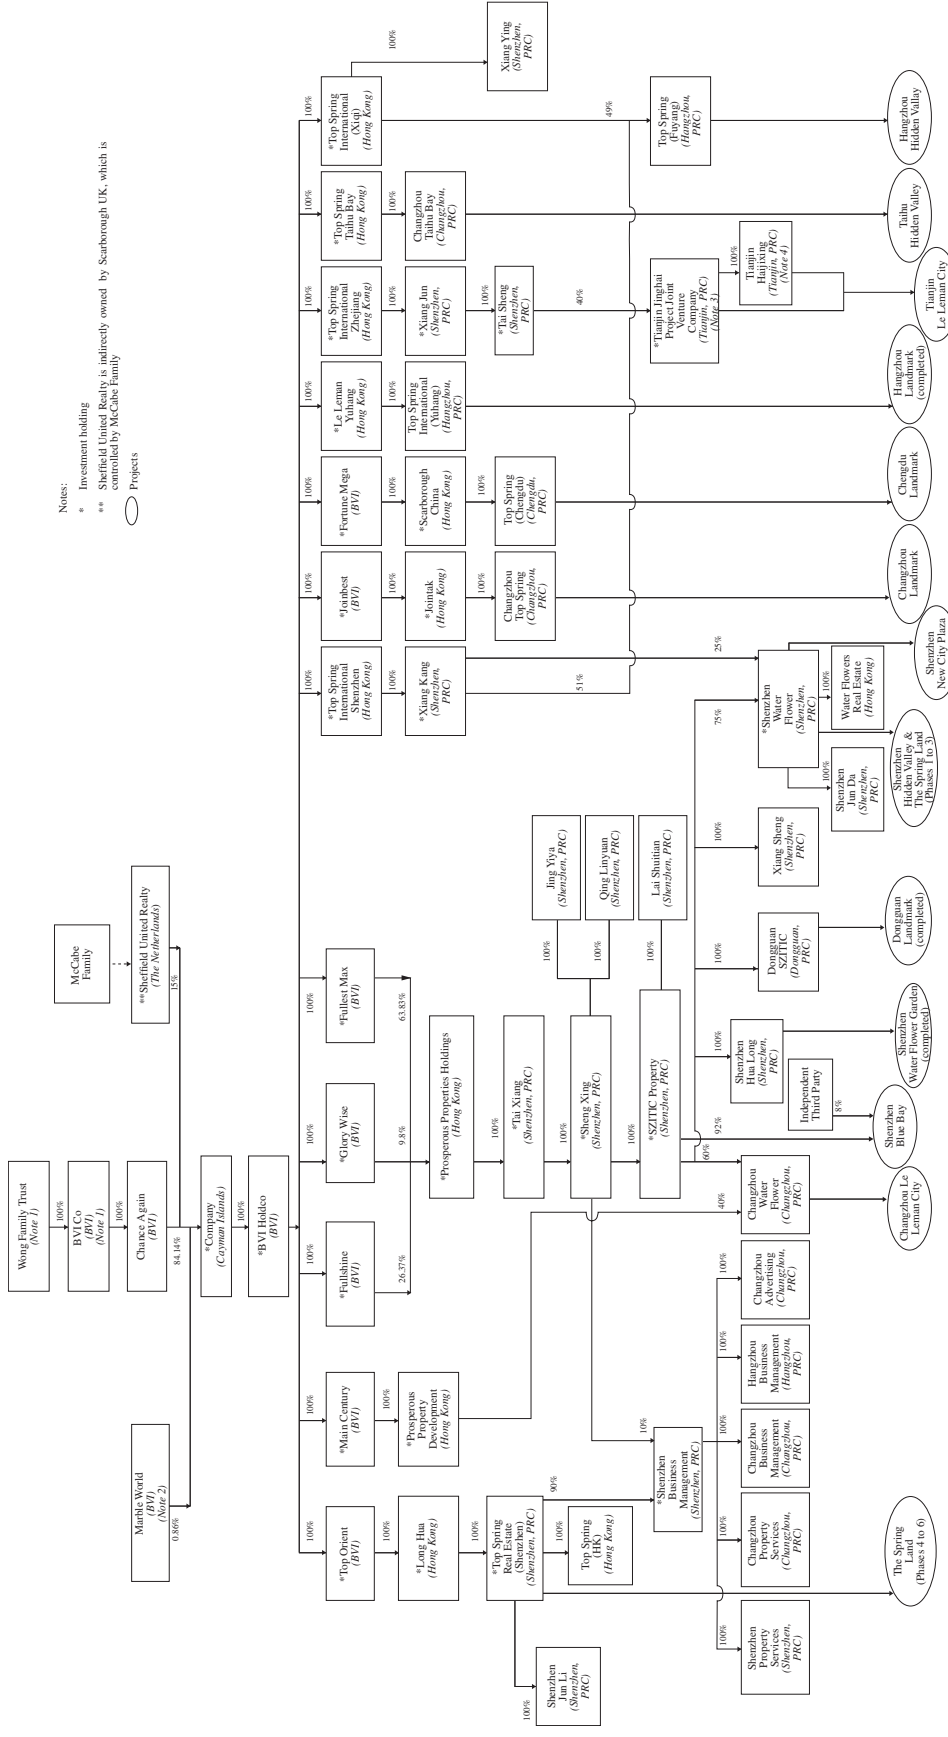 Notes:
* Investment holding
** Sheffield United Realty is indirectly owned by Scarborough UK, which is
controlled by McCabe Family
Projects
Wong Family Trust
(Note 1)
100%
BVI Co
(BVI)
(Note 1)
100%
Chance Again
(BVI)
84.14%
Marble World
(BVI)
(Note 2)
0.86%
McCabe
Family
**Sheffield United Realty
(The Netherlands)
15%
*Company
(Cayman Islands)
100%
*BVI Holdco
(BVI)
100%
*Top Orient
(BVI)
100%
*Long Hua
(Hong Kong)
100%
*Top Spring
Real Estate
(Shenzhen)
(Shenzhen, PRC)
100%
Shenzhen
Jun Li
(Shenzhen,
PRC)
100%
Top Spring
(HK)
(Hong Kong)
90%
10%
*Shenzhen
Business
Management
(Shenzhen, PRC)
100%
Shenzhen
Property
Services
(Shenzhen,
PRC)
100%
Changzhou
Property
Services
(Changzhou,
PRC)
100%
Changzhou
Business
Management
(Changzhou,
PRC)
100%
Hangzhou
Business
Management
(Hangzhou,
PRC)
100%
Changzhou
Advertising
(Changzhou,
PRC)
The Spring
Land
(Phases 4 to 6)
100%
*Main Century
(BVI)
100%
*Prosperous
Property
Development
(Hong Kong)
100%
*Fullshine
(BVI)
26.37%
100%
*Glory Wise
(BVI)
9.8%
100%
*Fullest Max
(BVI)
63.83%
*Prosperous Properties Holdings
(Hong Kong)
100%
*Tai Xiang
(Shenzhen, PRC)
100%
*Sheng Xing
(Shenzhen, PRC)
100%
Jing Yiya
(Shenzhen, PRC)
100%
Qing Linyuan
(Shenzhen, PRC)
100%
*SZITIC Property
(Shenzhen, PRC)
100%
Lai Shuitian
(Shenzhen, PRC)
40%
60%
Changzhou
Water
Flower
(Changzhou,
PRC)
Changzhou Le
Leman City
92%
Independent
Third Party
8%
Shenzhen
Blue Bay
100%
Shenzhen
Hua Long
(Shenzhen,
PRC)
Shenzhen
Water Flower Garden
(completed)
100%
Dongguan
SZITIC
(Dongguan,
PRC)
Dongguan
Landmark
(completed)
100%
Xiang Sheng
(Shenzhen,
PRC)
75%
25%
*Shenzhen
Water
Flower
(Shenzhen,
PRC)
100%
Shenzhen
Jun Da
(Shenzhen,
PRC)
100%
Water Flowers
Real Estate
(Hong Kong)
Shenzhen
Hidden Valley &
The Spring Land
(Phases 1 to 3)
Shenzhen
New City Plaza
100%
*Top Spring
International
Shenzhen
(Hong Kong)
100%
*Xiang Kang
(Shenzhen,
PRC)
51%
100%
*Joinbest
(BVI)
100%
*Jointak
(Hong Kong)
100%
Changzhou
Top Spring
(Changzhou,
PRC)
Changzhou
Landmark
100%
*Fortune Mega
(BVI)
100%
*Scarborough
China
(Hong Kong)
100%
Top Spring
(Chengdu)
(Chengdu,
PRC)
Chengdu
Landmark
100%
*Le Leman
Yuhang
(Hong Kong)
100%
Top Spring
International
(Yuhang)
(Hangzhou,
PRC)
Hangzhou
Landmark
(completed)
100%
*Top Spring
International
Zhejiang
(Hong Kong)
100%
*Xiang Jun
(Shenzhen,
PRC)
100%
*Tai Sheng
(Shenzhen,
PRC)
40%
*Tianjin Jinghai
Project Joint
Venture
Company
(Tianjin, PRC)
(Note 3)
100%
Tianjin
Haijixing
(Tianjin, PRC)
(Note 4)
Tianjin
Le Leman City
100%
*Top Spring
Taihu Bay
(Hong Kong)
100%
Changzhou
Taihu Bay
(Changzhou,
PRC)
Taihu
Hidden Valley
100%
*Top Spring
International
(Xiqi)
(Hong Kong)
100%
Xiang Ying
(Shenzhen,
PRC)
49%
Top Spring
(Fuyang)
(Hangzhou,
PRC)
Hangzhou
Hidden Valley